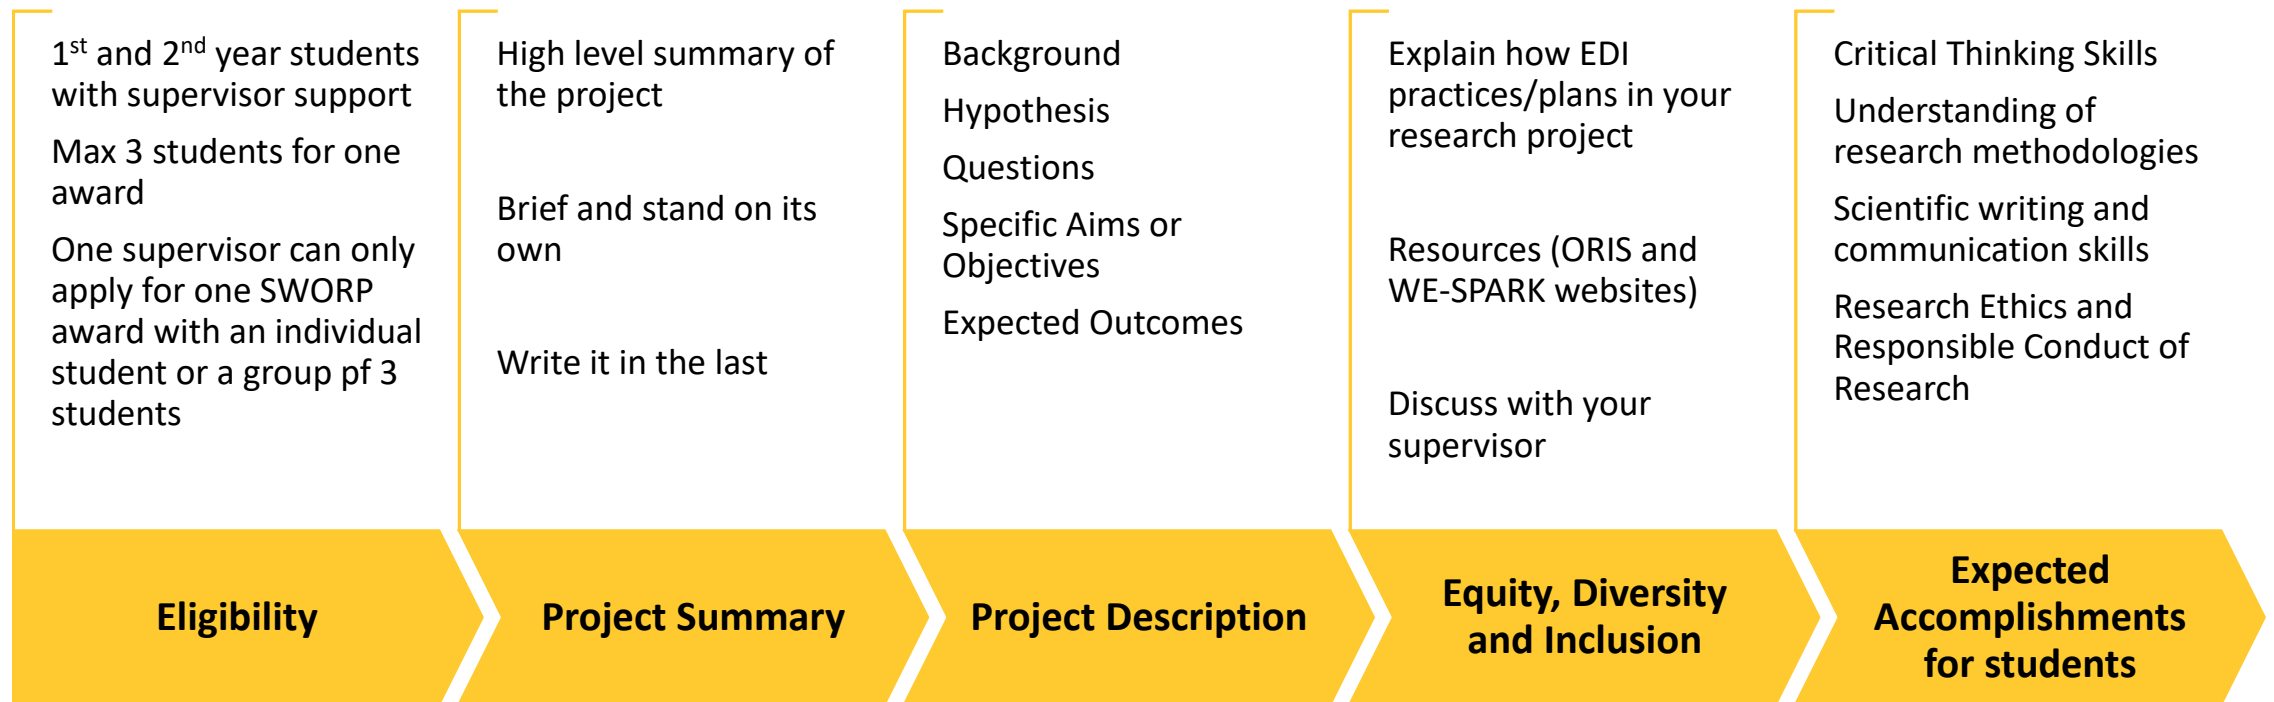 1st and 2nd year students
with supervisor support
Max 3 students for one
award
One supervisor can only
apply for one SWORP
award with an individual
student or a group pf 3
students
Eligibility
High level summary of
the project
Brief and stand on its
own
Write it in the last
Project Summary
Background
Hypothesis
Questions
Specific Aims or
Objectives
Expected Outcomes
Project Description
Explain how EDI
practices/plans in your
research project
Resources (ORIS and
WE-SPARK websites)
Discuss with your
supervisor
Equity, Diversity
and Inclusion
Critical Thinking Skills
Understanding of
research methodologies
Scientific writing and
communication skills
Research Ethics and
Responsible Conduct of
Research
Expected
Accomplishments
for students